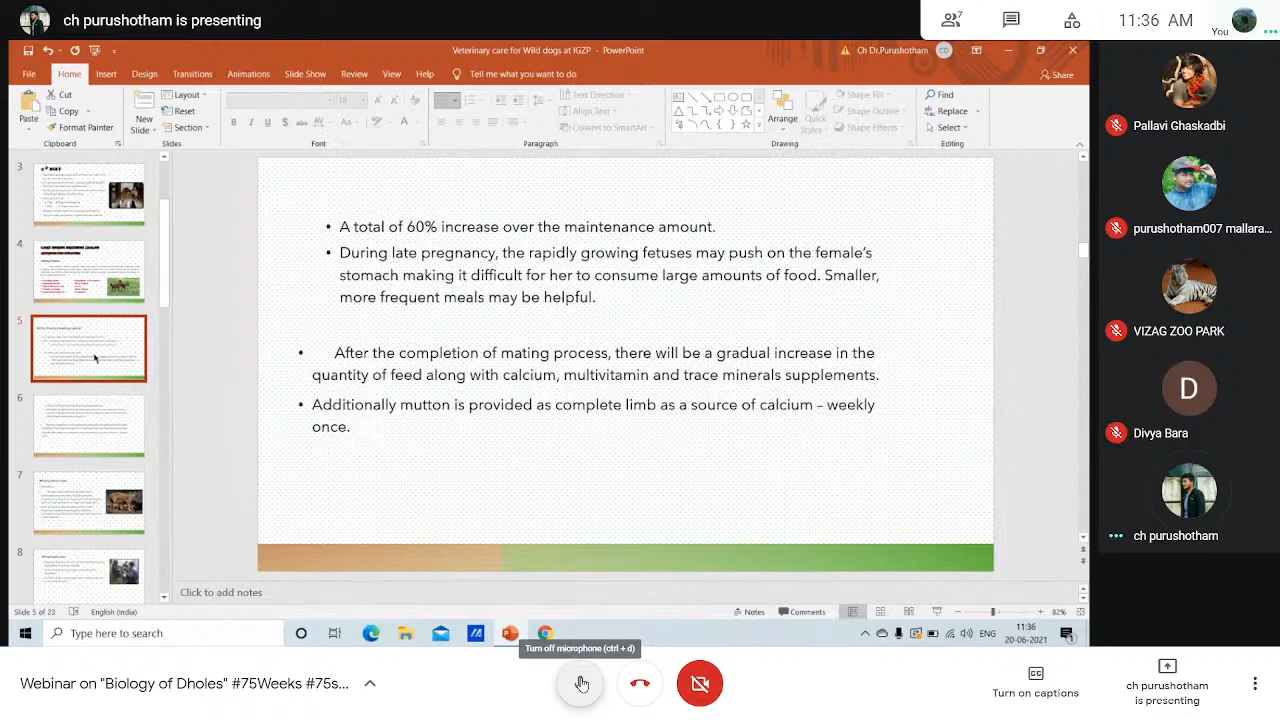 ch purushotham is presenting
7
11:36 AM
You
Veterinary care for Wild dogs at IGZP - PowerPoint
Ch Dr.Purushotham
CD
File Home Insert Design Transitions Animations Slide Show Review View Help Tell me what you want to do
Share
Paste
Cut
Copy
Format Painter
Clipboard
New
Slide
Layout
Reset
Section
Slides
18
Font
Text Direction
Align Text
Convert to SmartArt
Paragraph
Arrange
Quick
Styles
Shape Fill
Shape Outline
Shape Effects
Drawing
Find
Replace
Select
Editing
3
4
5
6
7
8
• A total of 60% increase over the maintenance amount.
• During late pregnancy, the rapidly growing fetuses may push on the female's
stomach making it difficult for her to consume large amounts of food. Smaller,
more frequent meals may be helpful.
• After the completion of mating process, there will be a gradual increase in the
quantity of feed along with calcium, multivitamin and trace minerals supplements.
• Additionally mutton is provided as complete limb as a source of calcium – weekly
once.
Click to add notes
Slide 5 of 23
English (India)
Notes
Comments
82%
Type here to search
ENG
11:36
20-06-2021
1
Pallavi Ghaskadbi
purushotham007 mallara...
VIZAG ZOO PARK
D
Divya Bara
ch purushotham
Turn off microphone (ctrl + d)
Webinar on "Biology of Dholes" #75Weeks #75s...
Turn on captions
ch purushotham
is presenting